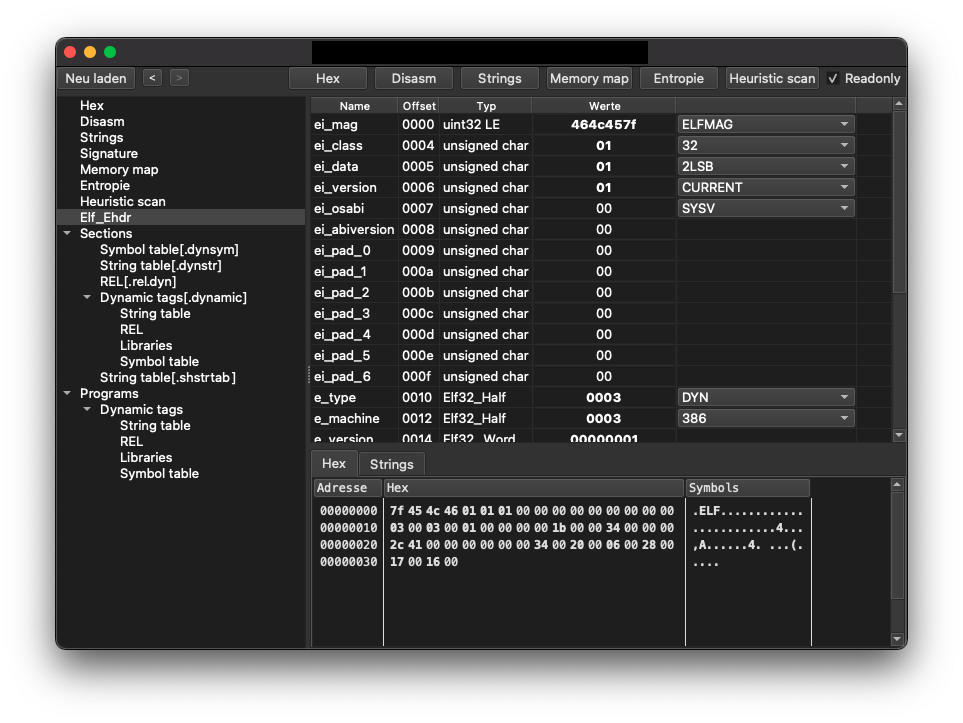 Neu laden < > Hex Disasm Strings Memory map Entropie Heuristic scan ✓ Readonly
Hex
Disasm
Strings
Signature
Memory map
Entropie
Heuristic scan
Elf_Ehdr
Sections
Symbol table[.dynsym]
String table[.dynstr]
REL[.rel.dyn]
Dynamic tags[.dynamic]
String table
REL
Libraries
Symbol table
String table[.shstrtab]
Programs
Dynamic tags
String table
REL
Libraries
Symbol table
Name Offset Typ Werte
ei_mag 0000 uint32 LE 464c457f ELFMAG
ei_class 0004 unsigned char 01 32
ei_data 0005 unsigned char 01 2LSB
ei_version 0006 unsigned char 01 CURRENT
ei_osabi 0007 unsigned char 00 SYSV
ei_abiversion 0008 unsigned char 00
ei_pad_0 0009 unsigned char 00
ei_pad_1 000a unsigned char 00
ei_pad_2 000b unsigned char 00
ei_pad_3 000c unsigned char 00
ei_pad_4 000d unsigned char 00
ei_pad_5 000e unsigned char 00
ei_pad_6 000f unsigned char 00
e_type 0010 Elf32_Half 0003 DYN
e_machine 0012 Elf32_Half 0003 386
e_version 0014 Elf32_Word 00000001
Hex Strings
Adresse Hex Symbols
00000000 7f 45 4c 46 01 01 01 00 00 00 00 00 00 00 00 00 .ELF............
00000010 03 00 03 00 01 00 00 00 00 1b 00 00 34 00 00 00 ............4...
00000020 2c 41 00 00 00 00 00 00 34 00 20 00 06 00 28 00 ,A......4. ...(.
00000030 17 00 16 00 ....